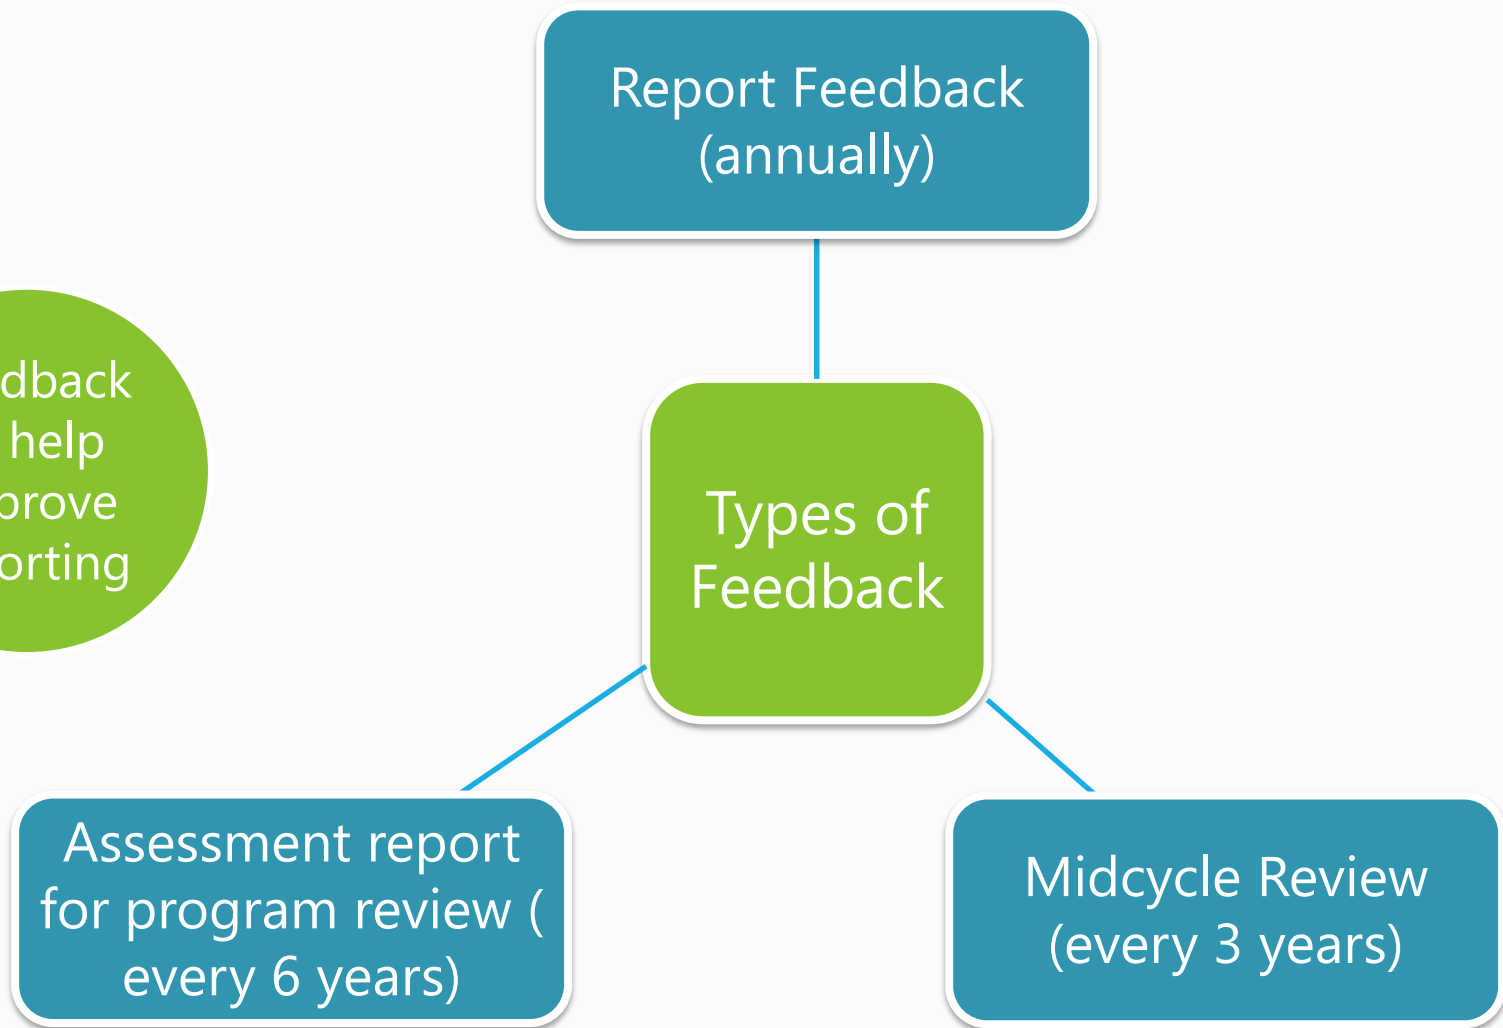 Report Feedback
(annually)
dback
help
prove
orting
Types of
Feedback
Assessment report
for program review (
every 6 years)
Midcycle Review
(every 3 years)